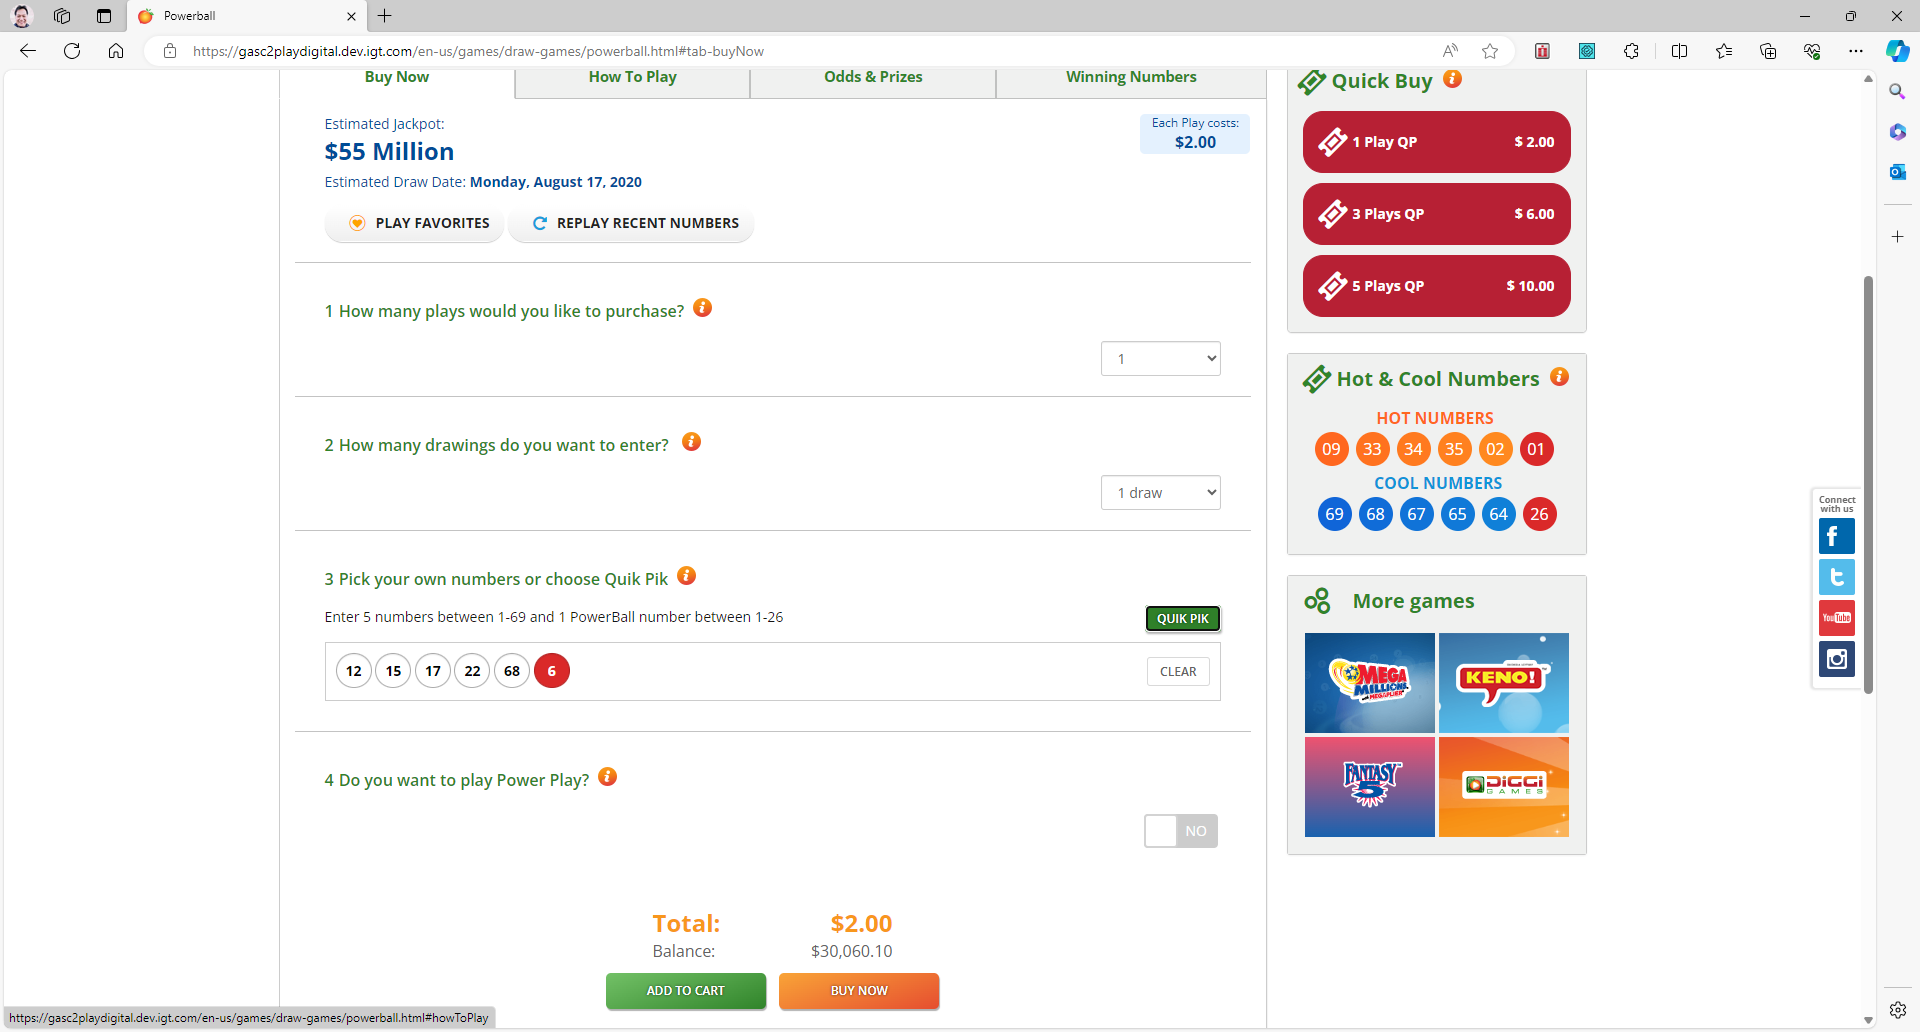 Powerball
https://gasc2playdigital.dev.igt.com/en-us/games/draw-games/powerball.html#tab-buyNow
Buy Now
How To Play
Odds & Prizes
Winning Numbers
Estimated Jackpot:
$55 Million
Estimated Draw Date: Monday, August 17, 2020
Each Play costs:
$2.00
PLAY FAVORITES
REPLAY RECENT NUMBERS
1 How many plays would you like to purchase?
1
2 How many drawings do you want to enter?
1 draw
3 Pick your own numbers or choose Quik Pik
Enter 5 numbers between 1-69 and 1 PowerBall number between 1-26
QUIK PIK
12 15 17 22 68 6
CLEAR
4 Do you want to play Power Play?
NO
Total: $2.00
Balance: $30,060.10
ADD TO CART
BUY NOW
Quick Buy
1 Play QP $ 2.00
3 Plays QP $ 6.00
5 Plays QP $ 10.00
Hot & Cool Numbers
HOT NUMBERS
09 33 34 35 02 01
COOL NUMBERS
69 68 67 65 64 26
More games
MEGA
MILLIONS
KENO!
FANTASY
5
DIGGI
GAMES
Connect
with us
YouTube
https://gasc2playdigital.dev.igt.com/en-us/games/draw-games/powerball.html#howToPlay